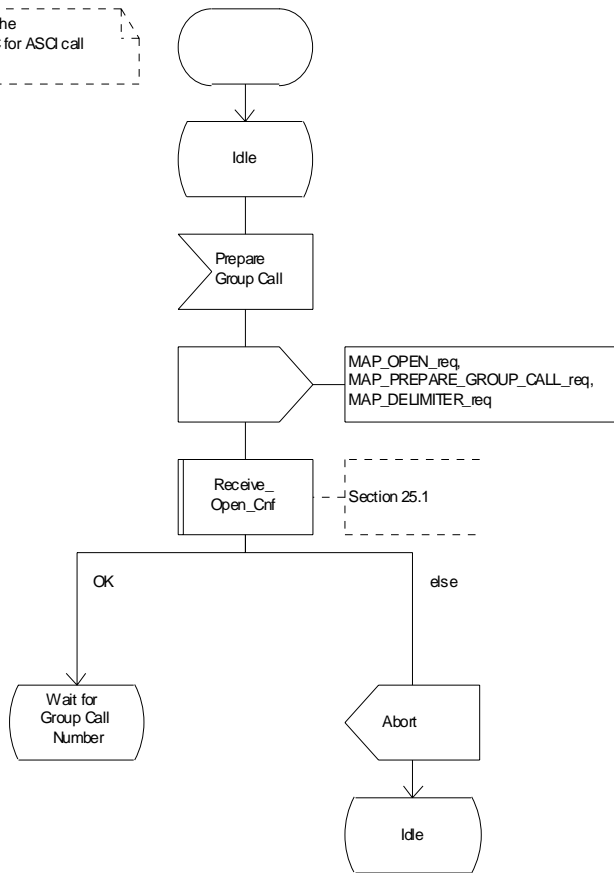 he
for ASCI call
Idle
Prepare
Group Call
MAP_OPEN_req,
MAP_PREPARE_GROUP_CALL_req,
MAP_DELIMITER_req
Receive_
Open_Cnf
Section 25.1
OK
else
Wait for
Group Call
Number
Abort
Idle